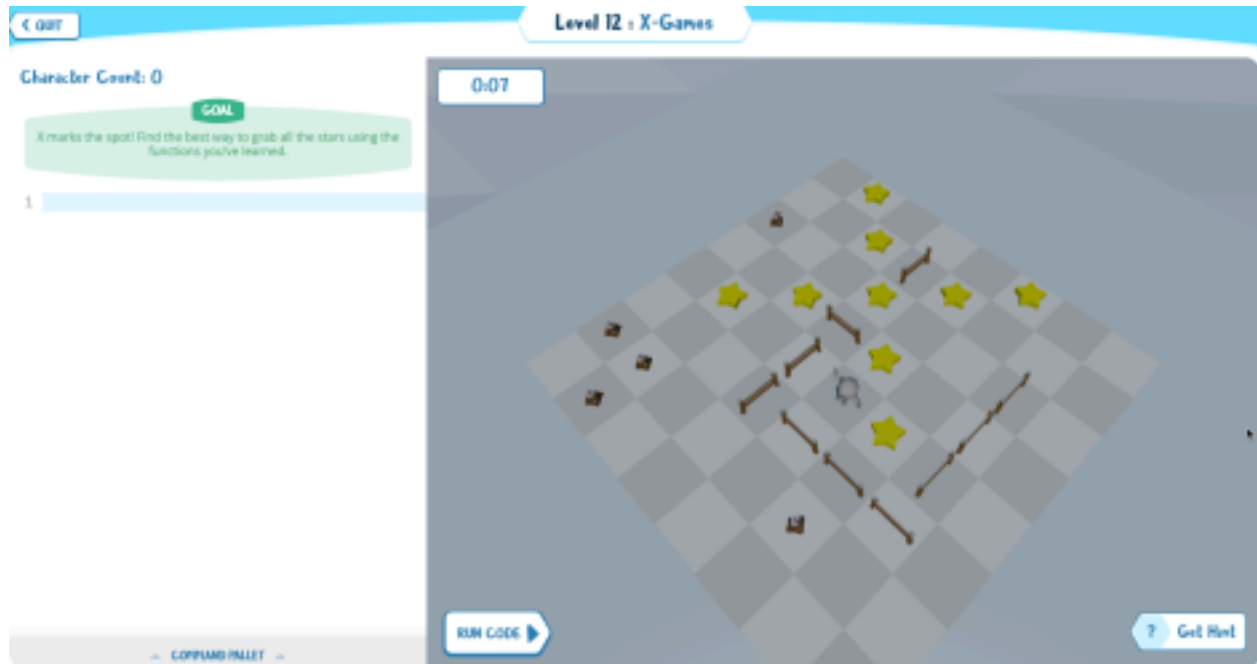 QUIT
Level 12 : X-Games
Character Count: 0
0:07
GOAL
X marks the spot! Find the best way to grab all the stars using the
functions you've learned.
1
RUN CODE
? Get Hint
COMMAND PALLET